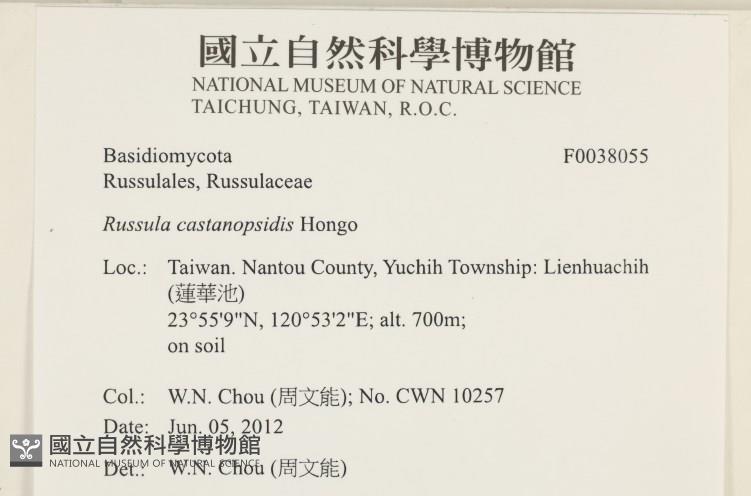 國立自然科學博物館
NATIONAL MUSEUM OF NATURAL SCIENCE
TAICHUNG, TAIWAN, R.O.C.
Basidiomycota F0038055
Russulales, Russulaceae
Russula castanopsidis Hongo
Loc.: Taiwan. Nantou County, Yuchih Township: Lienhuachih
(蓮華池)
23°55'9"N, 120°53'2"E; alt. 700m;
on soil
Col.: W.N. Chou (周文能); No. CWN 10257
Date: Jun. 05, 2012
國立自然科學博物館
NATIONAL MUSEUM OF NATURAL SCIENCE
Det.: W.N. Chou (周文能)